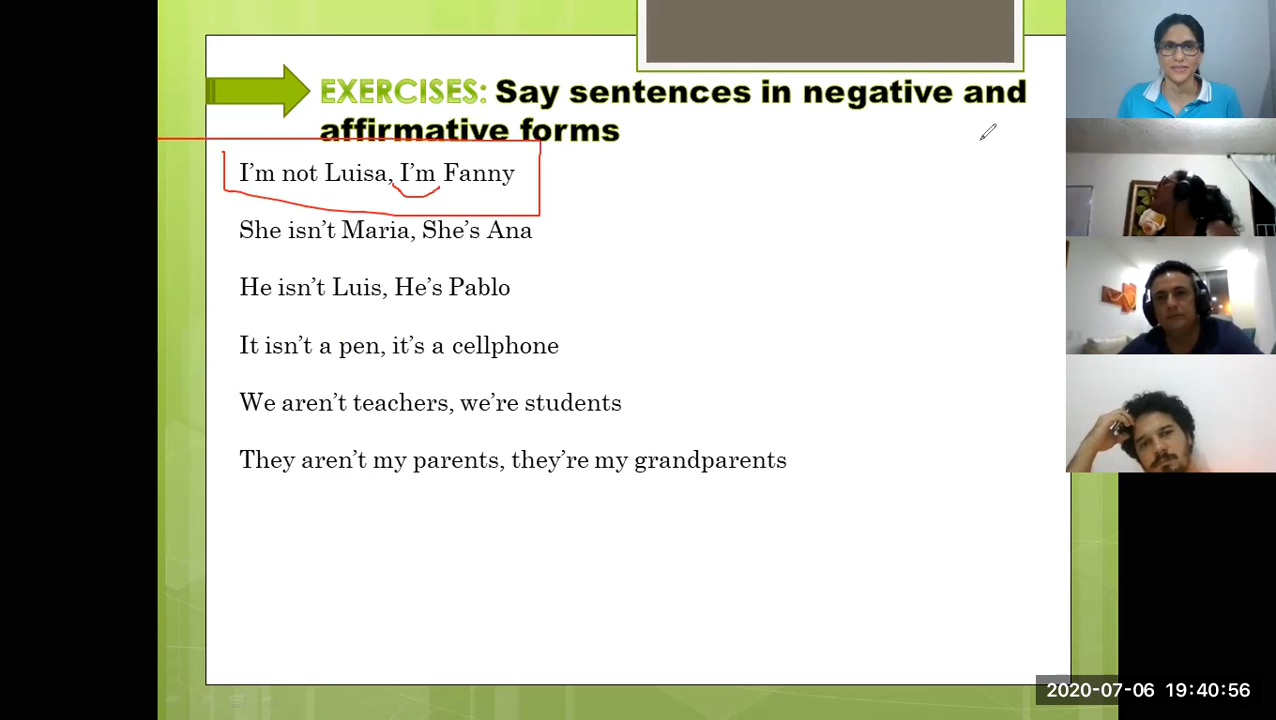 EXERCISES: Say sentences in negative and
affirmative forms
I’m not Luisa, I’m Fanny
She isn’t Maria, She’s Ana
He isn’t Luis, He’s Pablo
It isn’t a pen, it’s a cellphone
We aren’t teachers, we’re students
They aren’t my parents, they’re my grandparents
2020-07-06 19:40:56